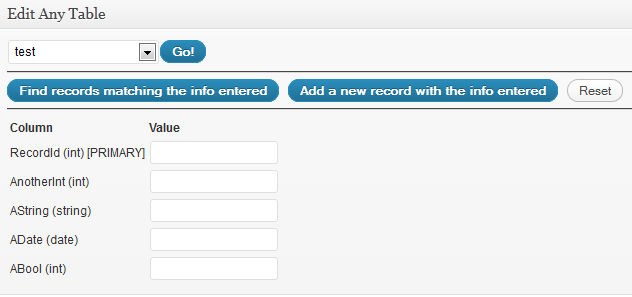 Edit Any Table
test Go!
Find records matching the info entered Add a new record with the info entered Reset
Column Value
RecordId (int) [PRIMARY]
AnotherInt (int)
AString (string)
ADate (date)
ABool (int)